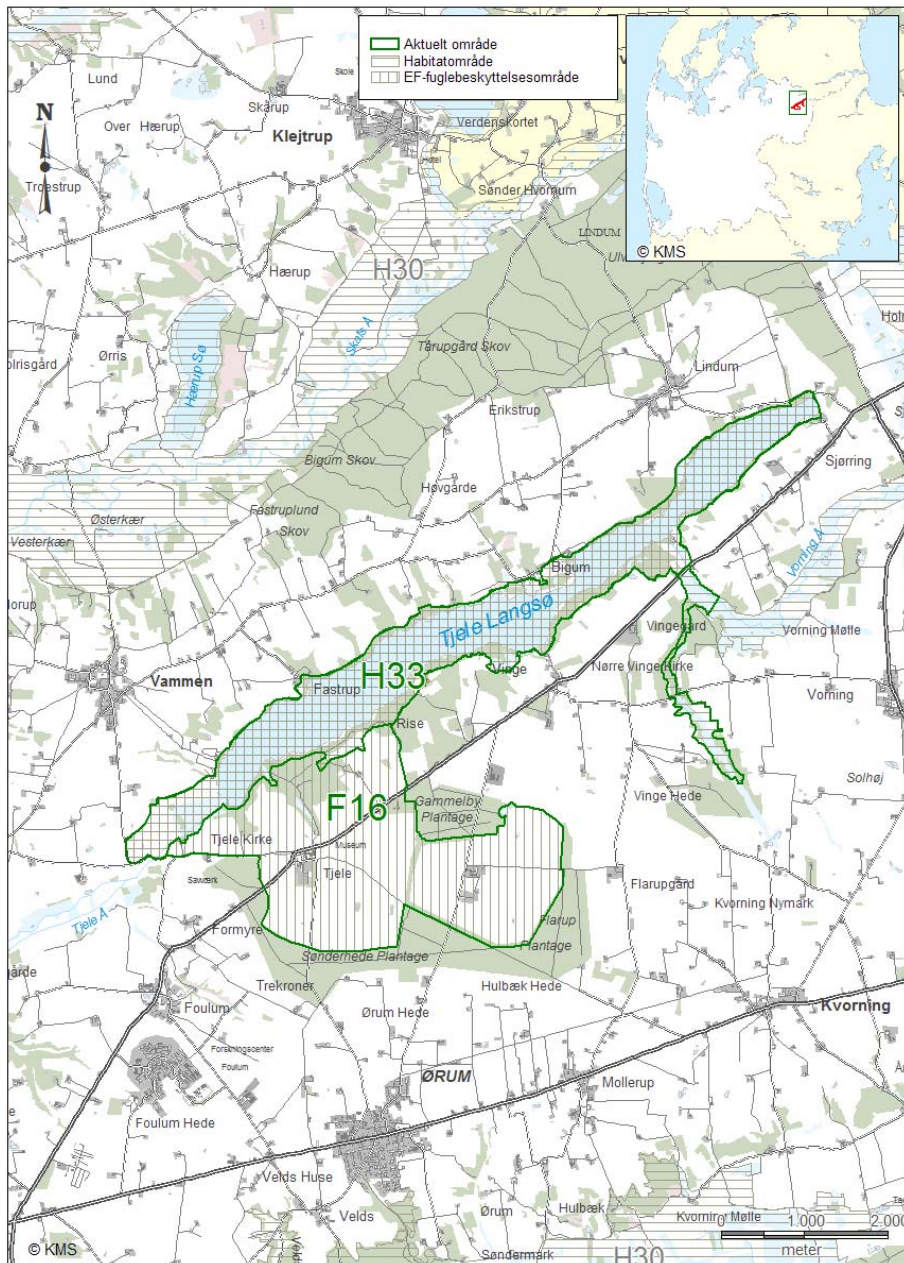 Aktuelt område
Habitatområde
EF-fuglebeskyttelsesområde
© KMS
N
Lund
Skole
Skårup
Over Hærup
Klejtrup
Verdenskortet
Hotel
Troestrup
Sønder Hvornum
LINDUM
Hærup
H30
Skals Å
Ørris
Hærup Sø
Tårupgård Skov
Lindum
Erikstrup
Bigum Skov
Sjørring
Høvgårde
Fastruplund
Skov
Østerkær
Vesterkær
Vorning Å
Bigum
Tjele Langsø
Vingegård
Vorning Mølle
Vammen
Fastrup
H33
Vinge
Nørre Vinge Kirke
Vorning
Rise
Solhøj
F16
Gammelby
Plantage
Vinge Hede
Tjele Kirke
Museum
Tjele
Savværk
Flarupgård
Kvorning Nymark
Tjele Å
Formyre
Flarup
Plantage
Sønderhede Plantage
Trekroner
Hulbæk Hede
Foulum
Ørum Hede
Kvorning
Forskningscenter
Foulum
ØRUM
Mollerup
Foulum Hede
Velds Huse
Velds
Ørum
Hulbæk
Kvorning Mølle
0 1.000 2.000
meter
© KMS
Søndermark
H30